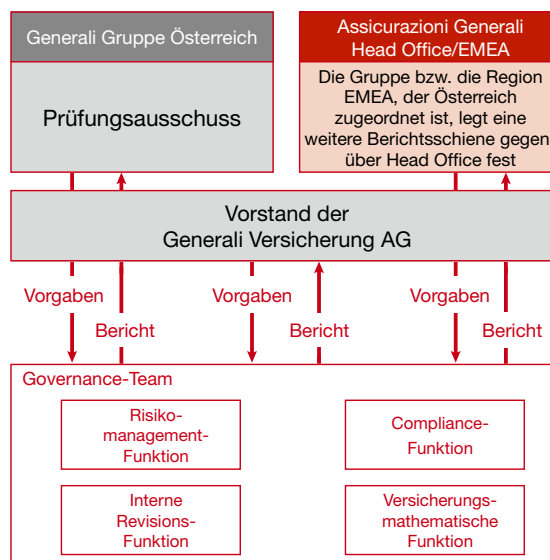 Generali Gruppe Österreich
Prüfungsausschuss
Assicurazioni Generali
Head Office/EMEA
Die Gruppe bzw. die Region
EMEA, der Österreich
zugeordnet ist, legt eine
weitere Berichtsschiene gegen-
über Head Office fest
Vorstand der
Generali Versicherung AG
Vorgaben
Bericht
Vorgaben
Bericht
Vorgaben
Bericht
Governance-Team
Risiko-
management-
Funktion
Compliance-
Funktion
Interne
Revisions-
Funktion
Versicherungs-
mathematische
Funktion